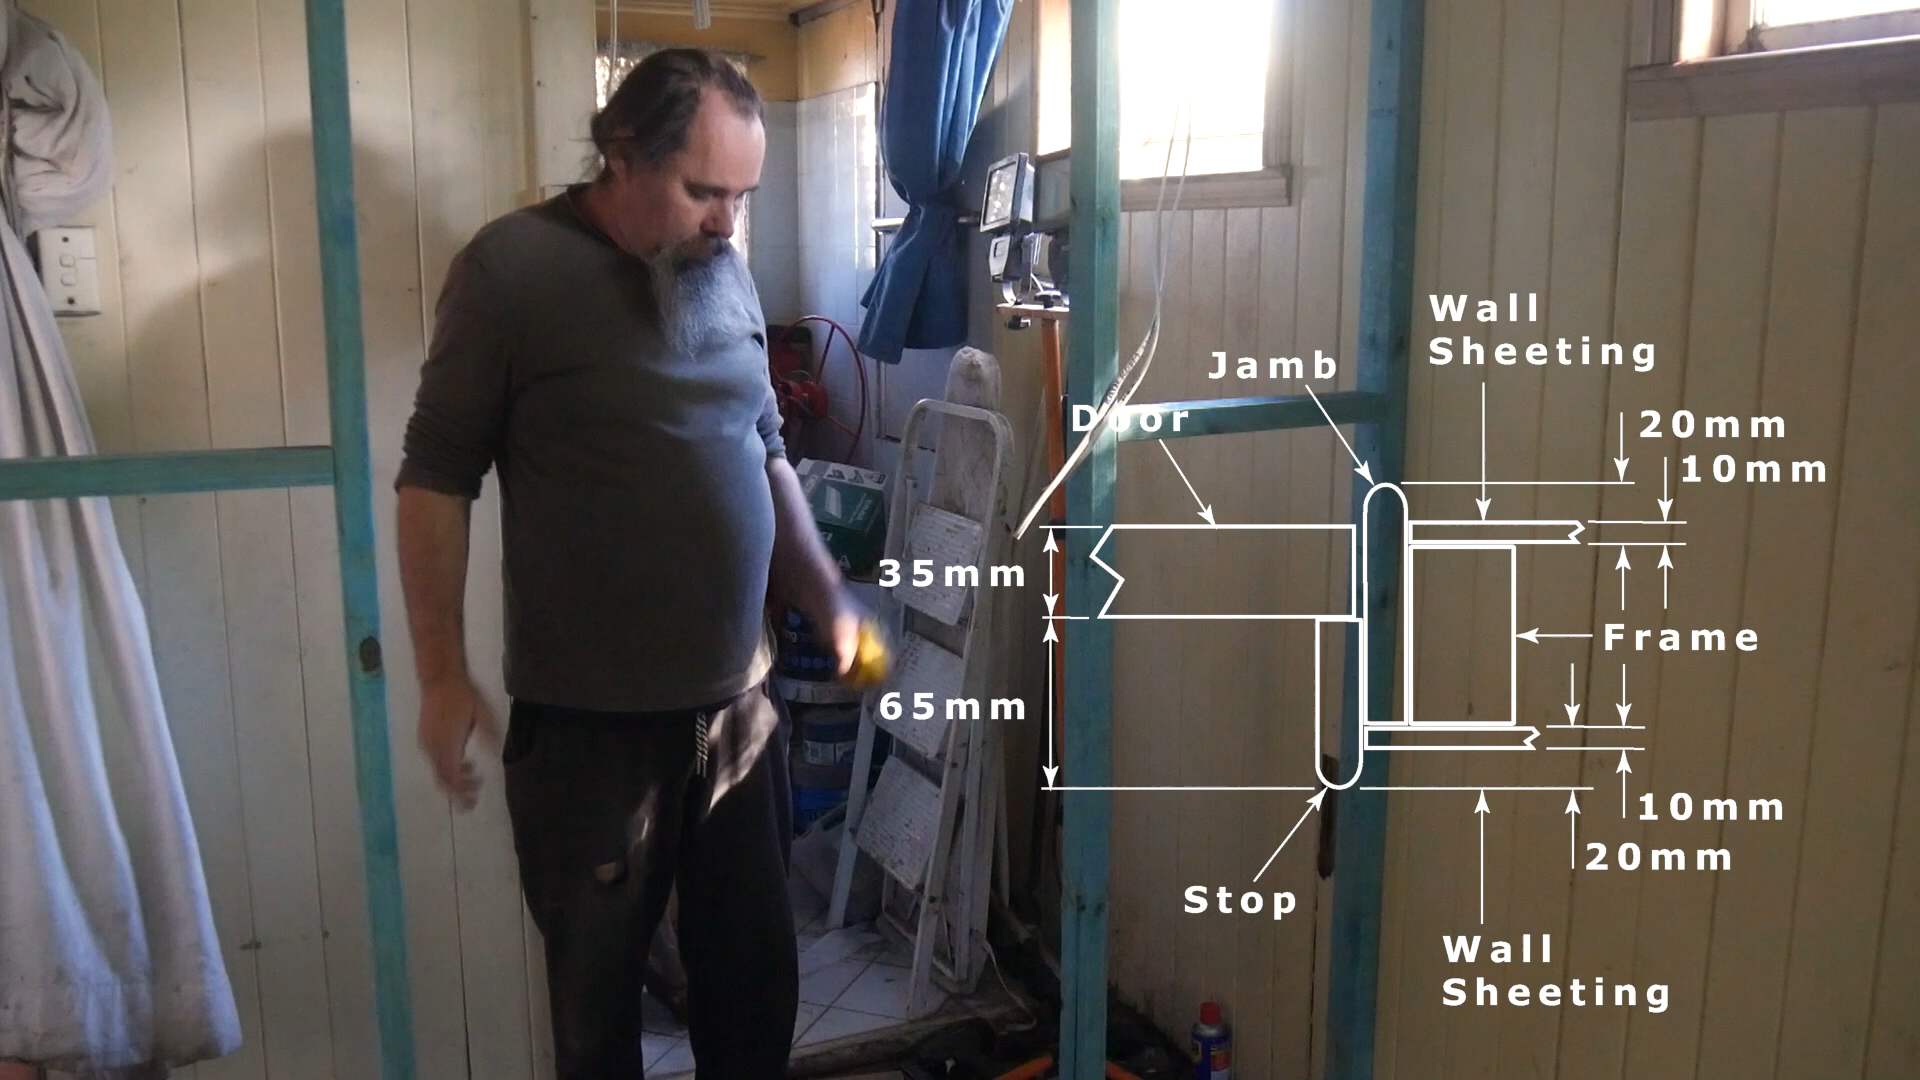 Wall
Sheeting
Jamb
Door
20mm
10mm
35mm
Frame
65mm
10mm
20mm
Stop
Wall
Sheeting